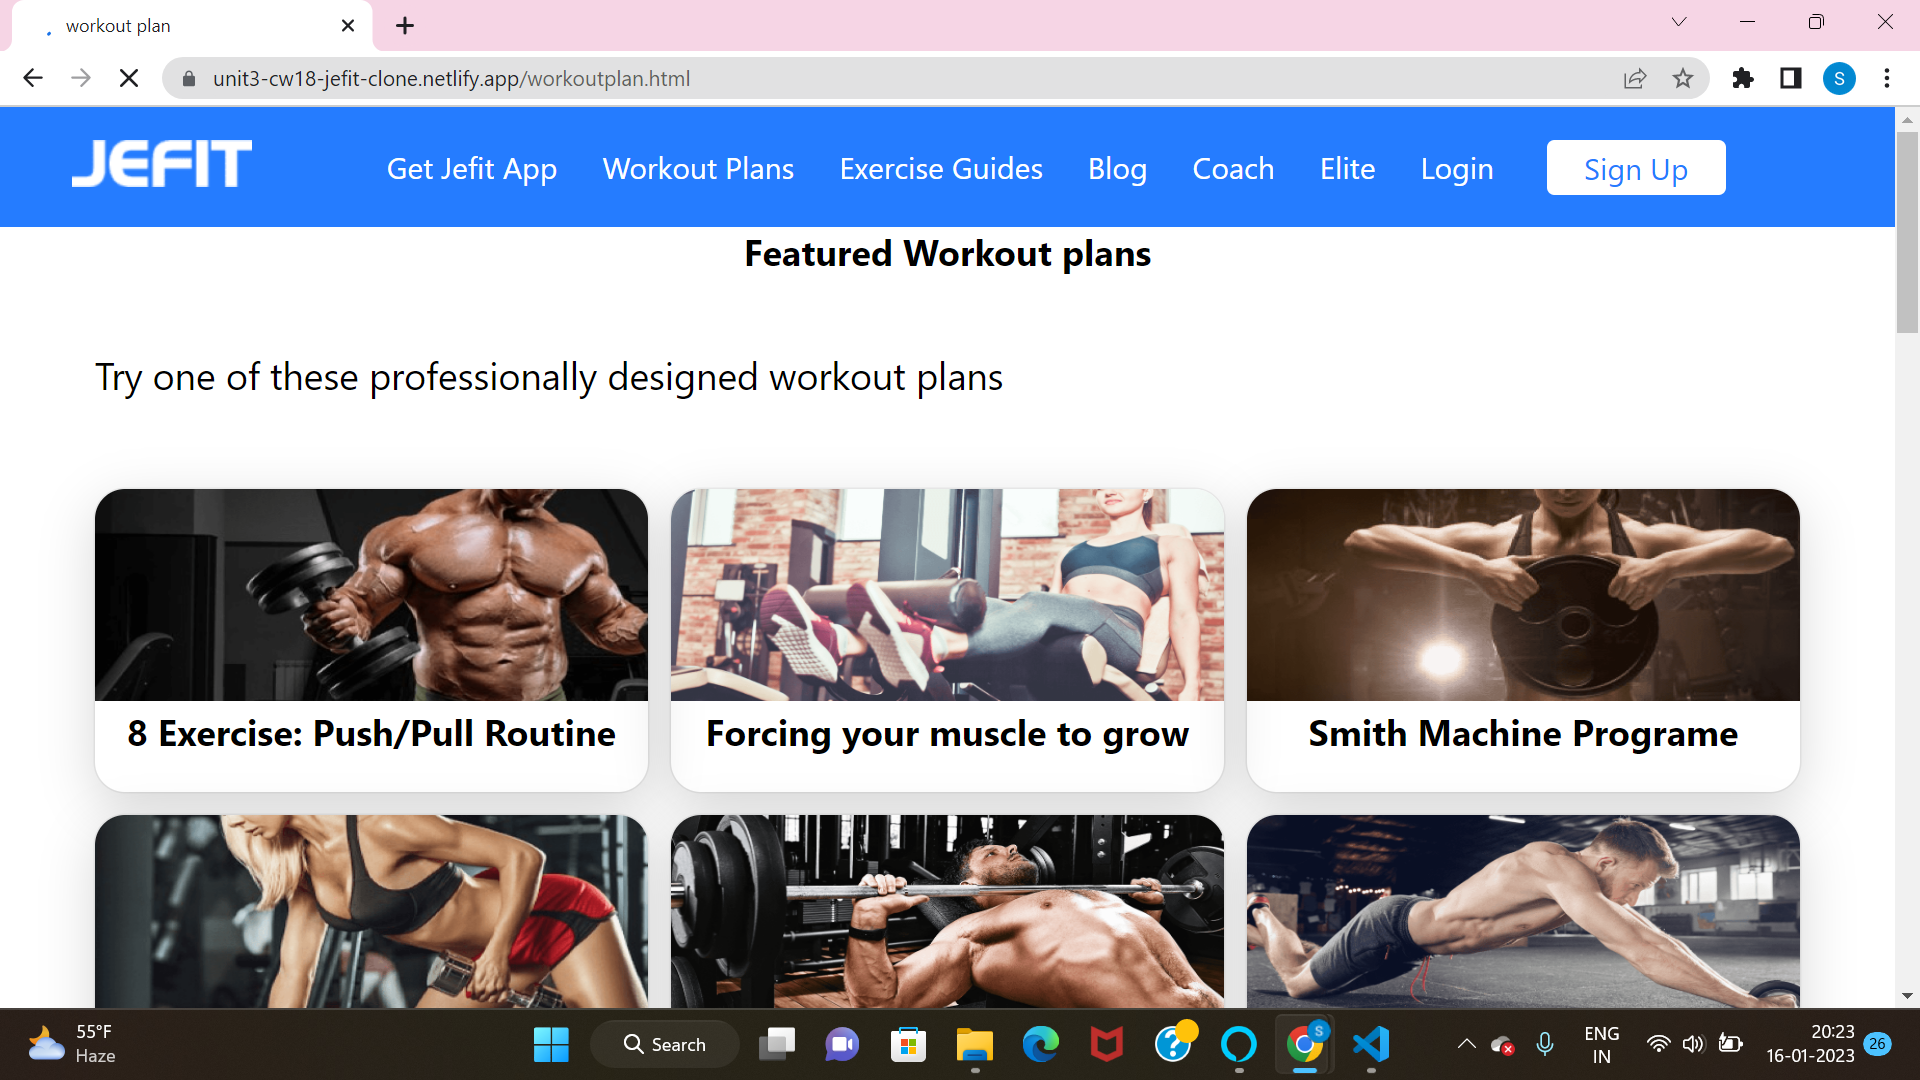 workout plan
unit3-cw18-jefit-clone.netlify.app/workoutplan.html
S
JEFIT
Get Jefit App
Workout Plans
Exercise Guides
Blog
Coach
Elite
Login
Sign Up
Featured Workout plans
Try one of these professionally designed workout plans
8 Exercise: Push/Pull Routine
Forcing your muscle to grow
Smith Machine Programe
55°F
Haze
Search
S
ENG
IN
20:23
16-01-2023
26